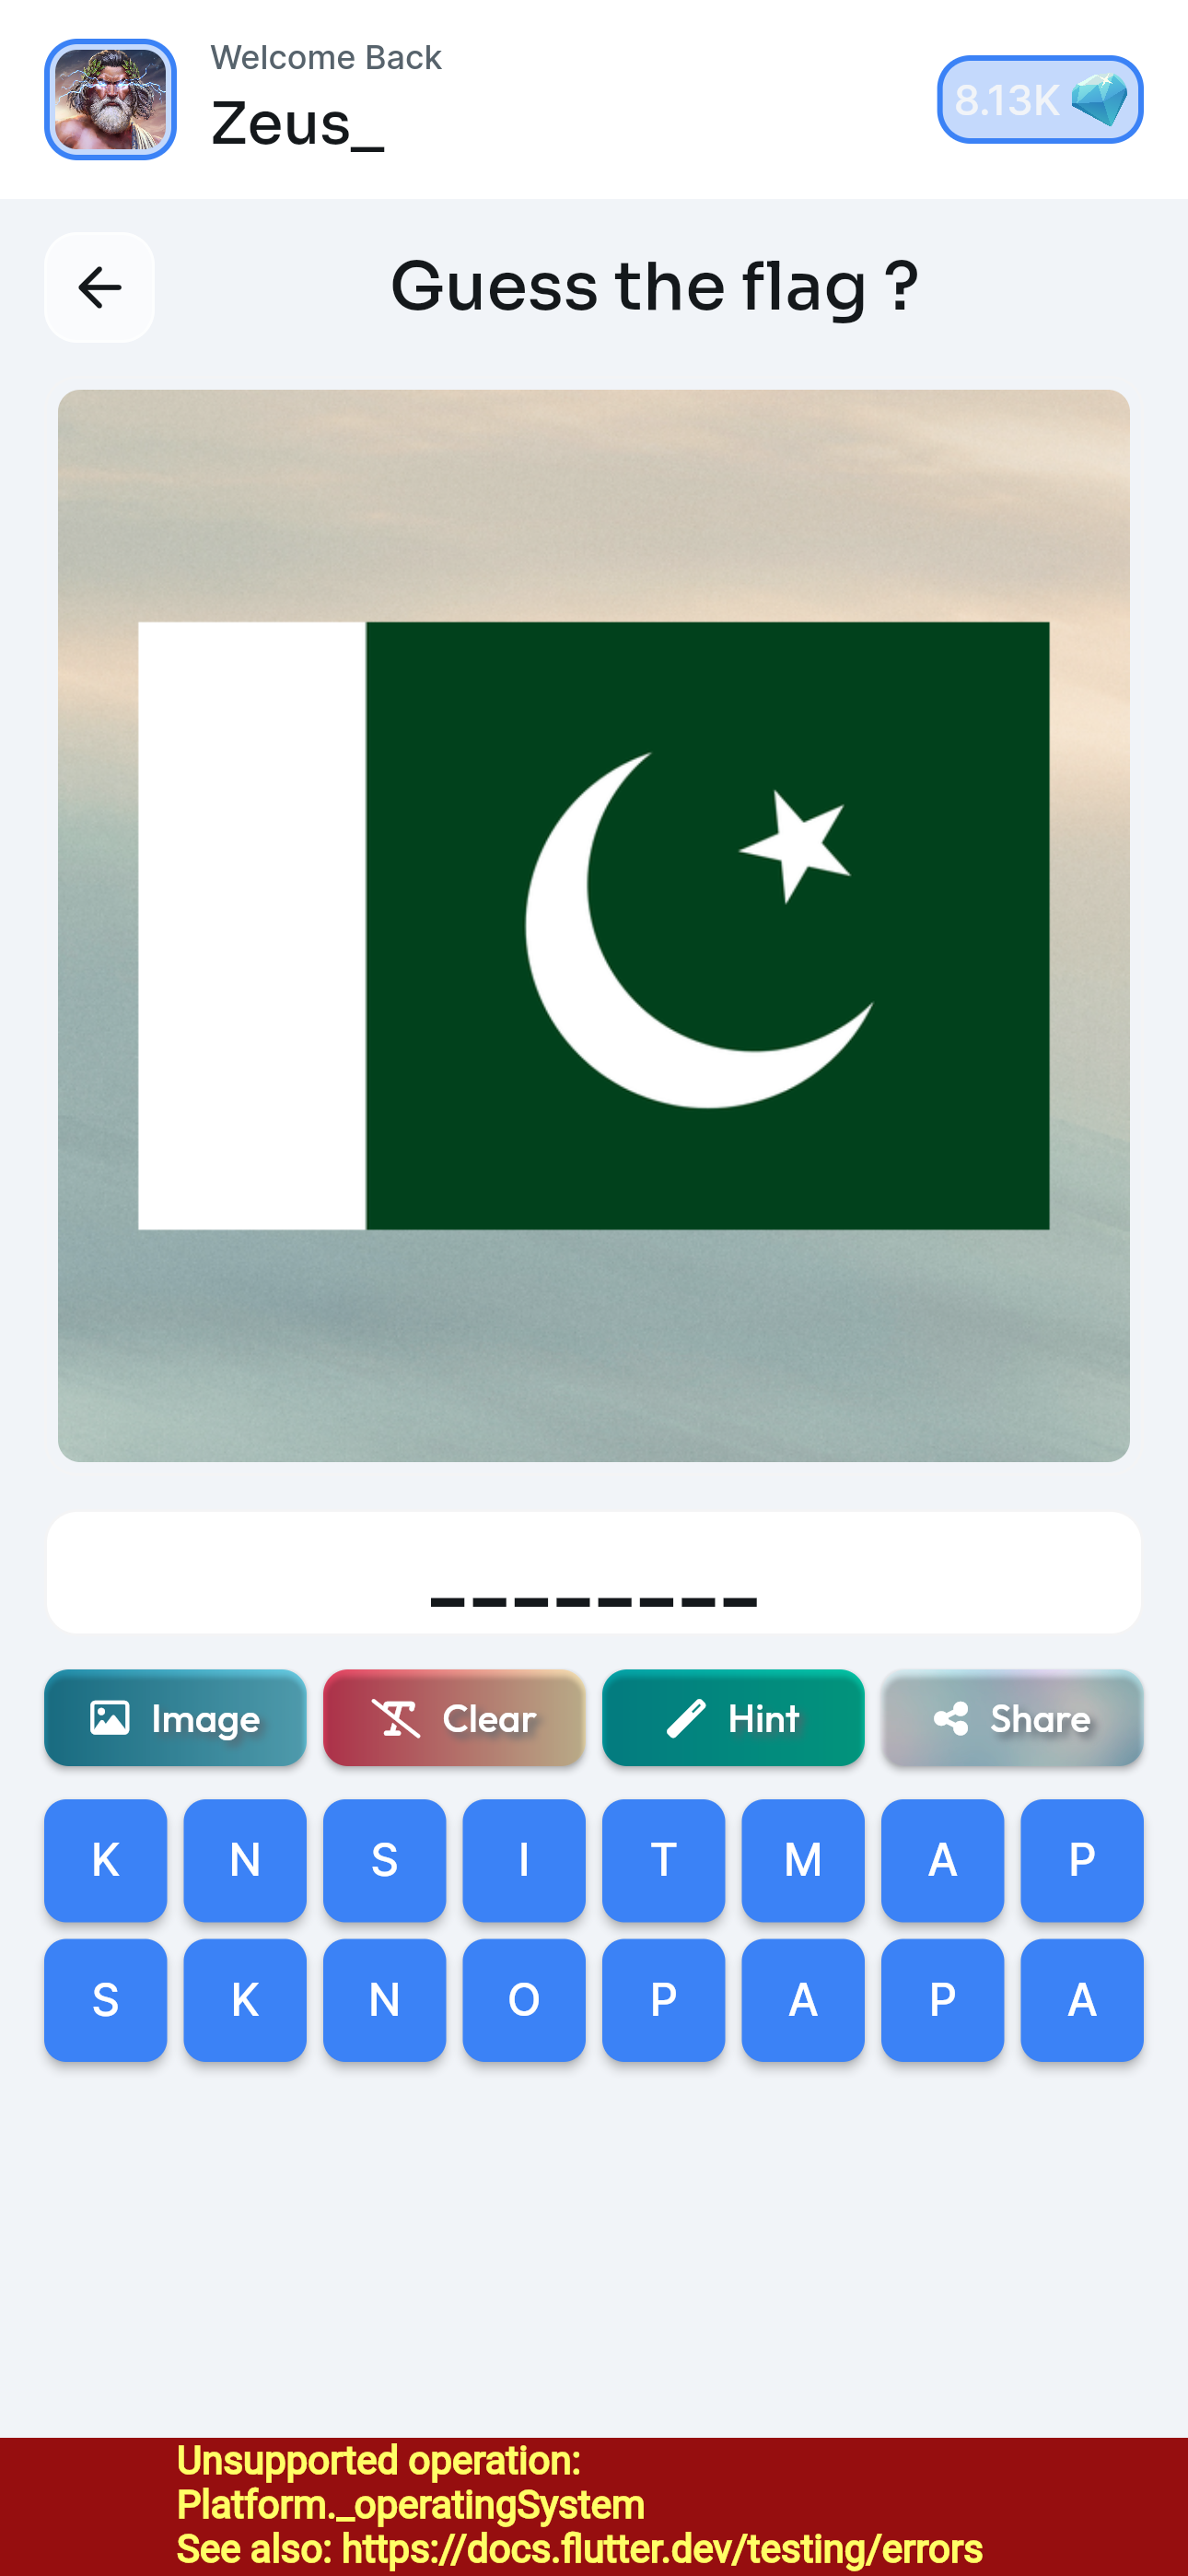 Welcome Back
Zeus_
8.13K
Guess the flag ?
_ _ _ _ _ _ _ _
Image Clear Hint Share
K N S I T M A P
S K N O P A P A
Unsupported operation:
Platform._operatingSystem
See also: https://docs.flutter.dev/testing/errors